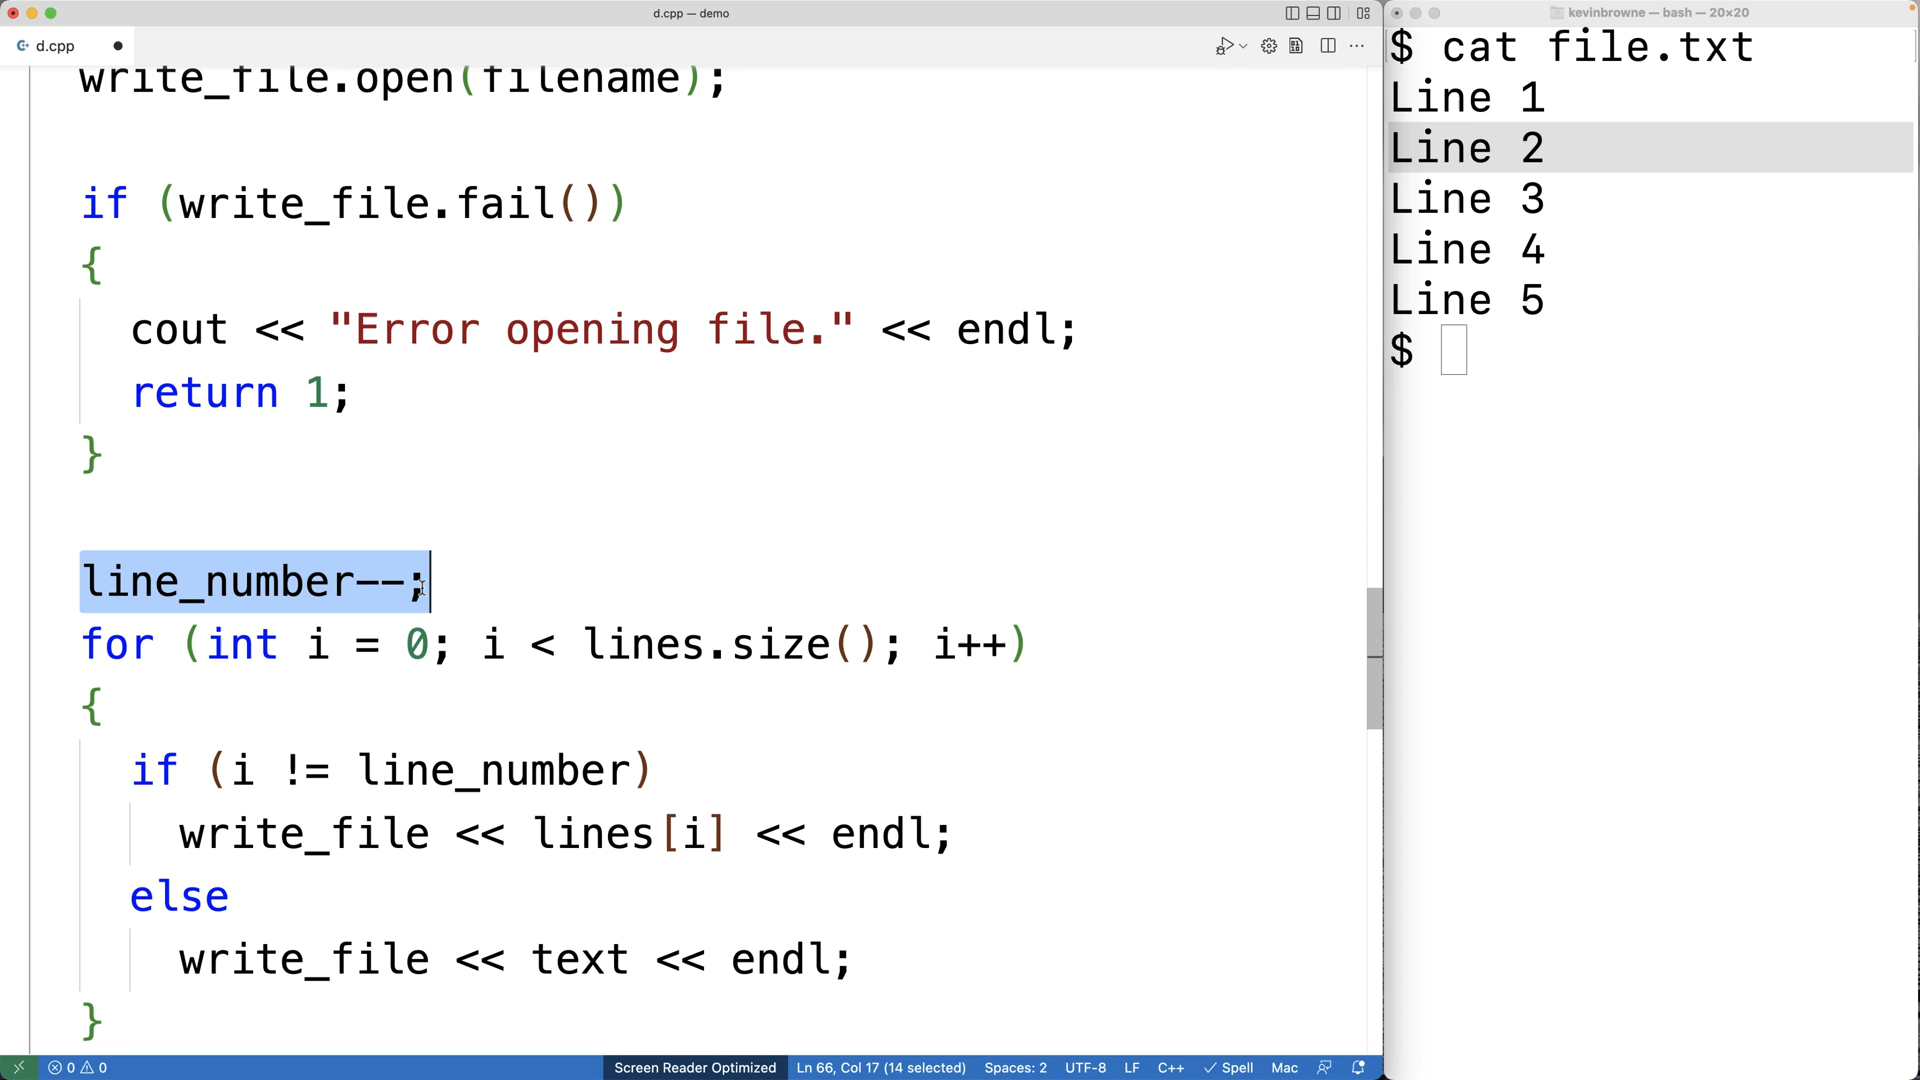 d.cpp — demo
d.cpp
write_file.open(filename);
if (write_file.fail())
{
cout << "Error opening file." << endl;
return 1;
}
line_number--;
for (int i = 0; i < lines.size(); i++)
{
if (i != line_number)
write_file << lines[i] << endl;
else
write_file << text << endl;
}
0 0 Screen Reader Optimized Ln 66, Col 17 (14 selected) Spaces: 2 UTF-8 LF C++ Spell Mac
kevinbrowne — bash — 20×20
$ cat file.txt
Line 1
Line 2
Line 3
Line 4
Line 5
$